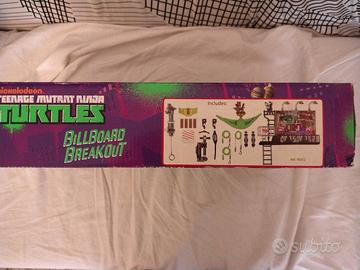 nickelodeon
TEENAGE MUTANT NINJA
TURTLES
BILLBOARD
BREAKOUT
Includes:
subito